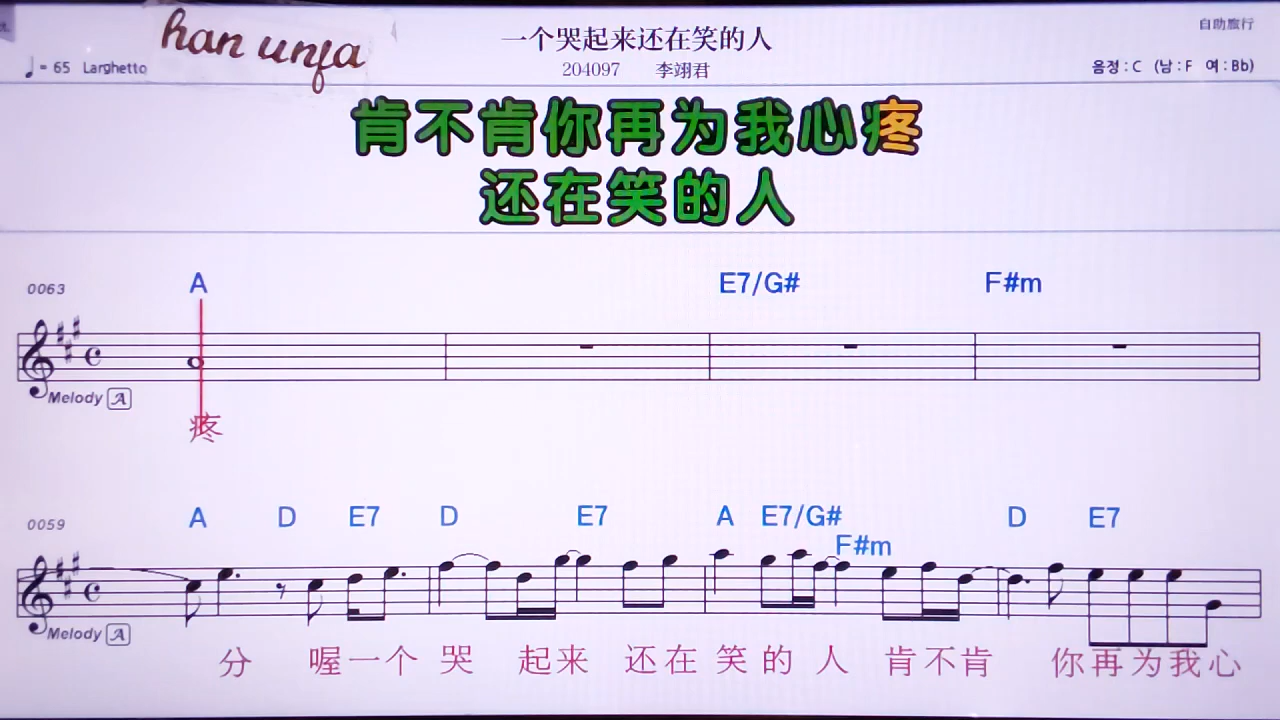 han unfa
一个哭起来还在笑的人
自助旅行
♩= 65 Larghetto
204097 李翊君
음정 : C (남 : F 여 : Bb)
肯不肯你再为我心疼
还在笑的人
0063 A E7/G# F#m
Melody A
疼
0059 A D E7 D E7 A E7/G# F#m D E7
Melody A
分 喔一个 哭 起来 还在 笑的 人 肯不肯 你再为我心